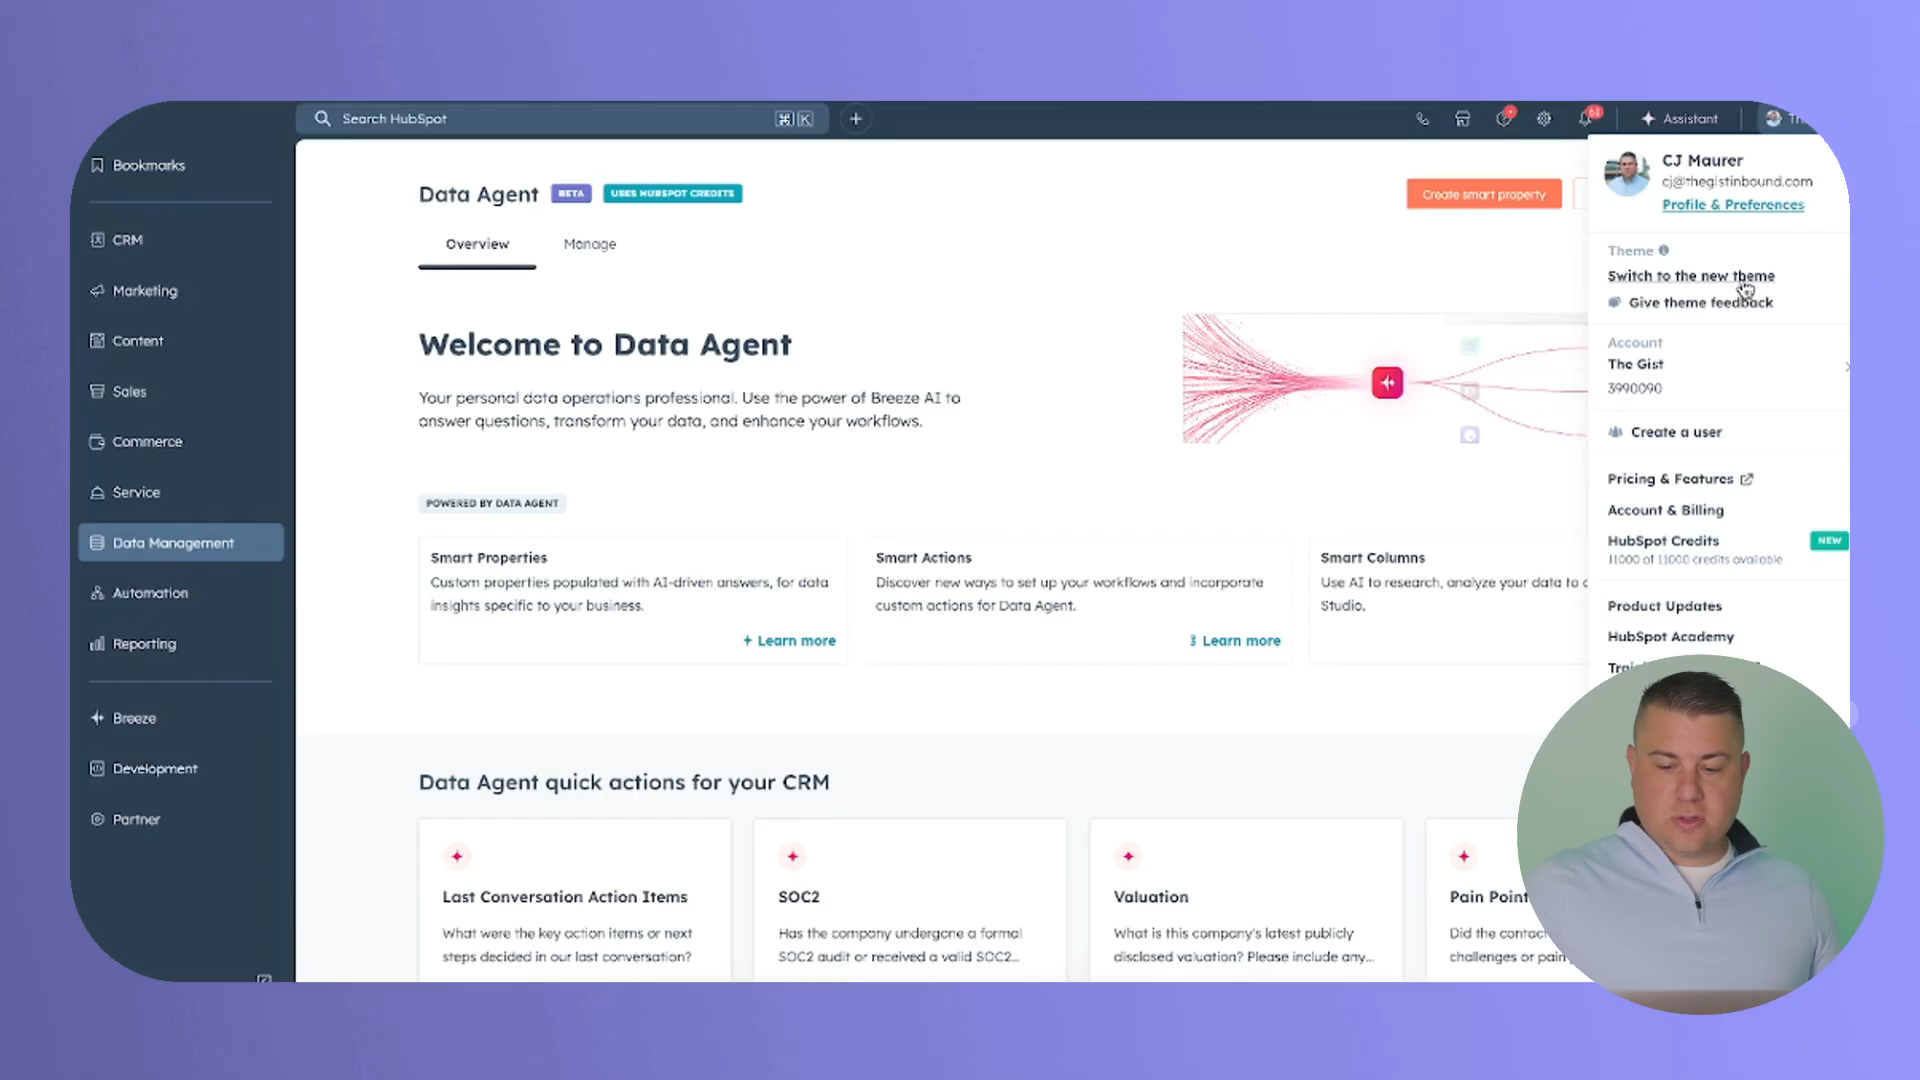 Search HubSpot
⌘ K
+
61
Assistant
Bookmarks
CRM
Marketing
Content
Sales
Commerce
Service
Data Management
Automation
Reporting
Breeze
Development
Partner
Data Agent
BETA
USES HUBSPOT CREDITS
Create smart property
Overview
Manage
Welcome to Data Agent
Your personal data operations professional. Use the power of Breeze AI to
answer questions, transform your data, and enhance your workflows.
POWERED BY DATA AGENT
Smart Properties
Custom properties populated with AI-driven answers, for data
insights specific to your business.
Learn more
Smart Actions
Discover new ways to set up your workflows and incorporate
custom actions for Data Agent.
Learn more
Smart Columns
Use AI to research, analyze your data to
Studio.
Data Agent quick actions for your CRM
Last Conversation Action Items
What were the key action items or next
steps decided in our last conversation?
SOC2
Has the company undergone a formal
SOC2 audit or received a valid SOC2...
Valuation
What is this company's latest publicly
disclosed valuation? Please include any...
Pain Point
Did the contac
challenges or pain
CJ Maurer
cj@thegistinbound.com
Profile & Preferences
Theme
Switch to the new theme
Give theme feedback
Account
The Gist
3990090
Create a user
Pricing & Features
Account & Billing
HubSpot Credits
NEW
11000 of 11000 credits available
Product Updates
HubSpot Academy